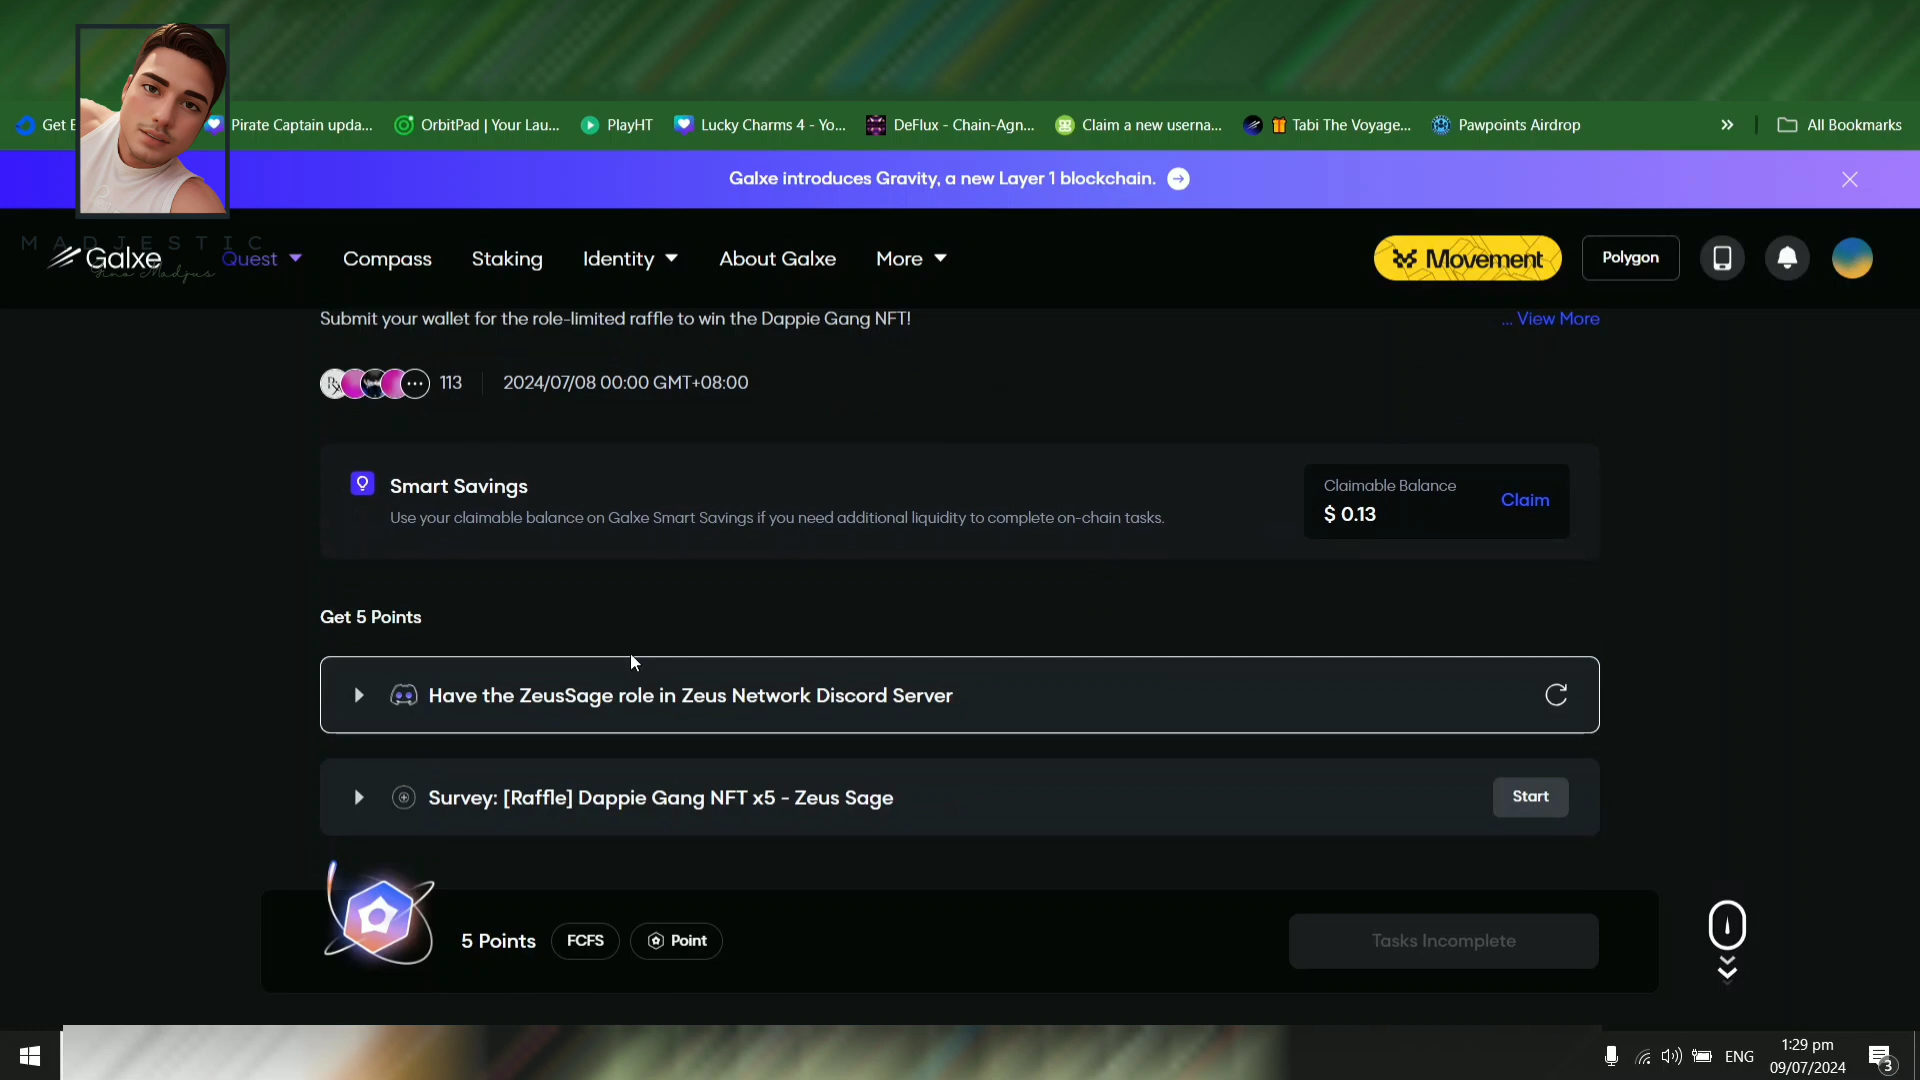 Get E
Pirate Captain upda...
OrbitPad | Your Lau...
PlayHT
Lucky Charms 4 - Yo...
DeFlux - Chain-Agn...
Claim a new userna...
Tabi The Voyage...
Pawpoints Airdrop
All Bookmarks
Galxe introduces Gravity, a new Layer 1 blockchain.
MADJESTIC
Gino Madjus
Galxe
Quest
Compass
Staking
Identity
About Galxe
More
Movement
Polygon
Submit your wallet for the role-limited raffle to win the Dappie Gang NFT!
... View More
113
2024/07/08 00:00 GMT+08:00
Smart Savings
Use your claimable balance on Galxe Smart Savings if you need additional liquidity to complete on-chain tasks.
Claimable Balance
$ 0.13
Claim
Get 5 Points
Have the ZeusSage role in Zeus Network Discord Server
Survey: [Raffle] Dappie Gang NFT x5 - Zeus Sage
Start
5 Points
FCFS
Point
Tasks Incomplete
ENG
1:29 pm
09/07/2024
3